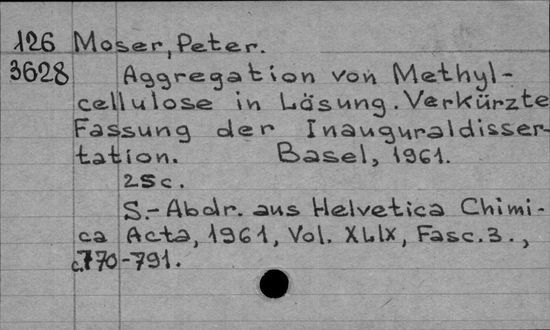 126 Moser, Peter.
3628 Aggregation von Methyl-
cellulose in Lösung. Verkürzte
Fassung der Inauguraldisser-
tation. Basel, 1961.
25c.
S.-Abdr. aus Helvetica Chimi-
ca Acta, 1961, Vol. XLIX, Fasc.3.,
c.770-791.